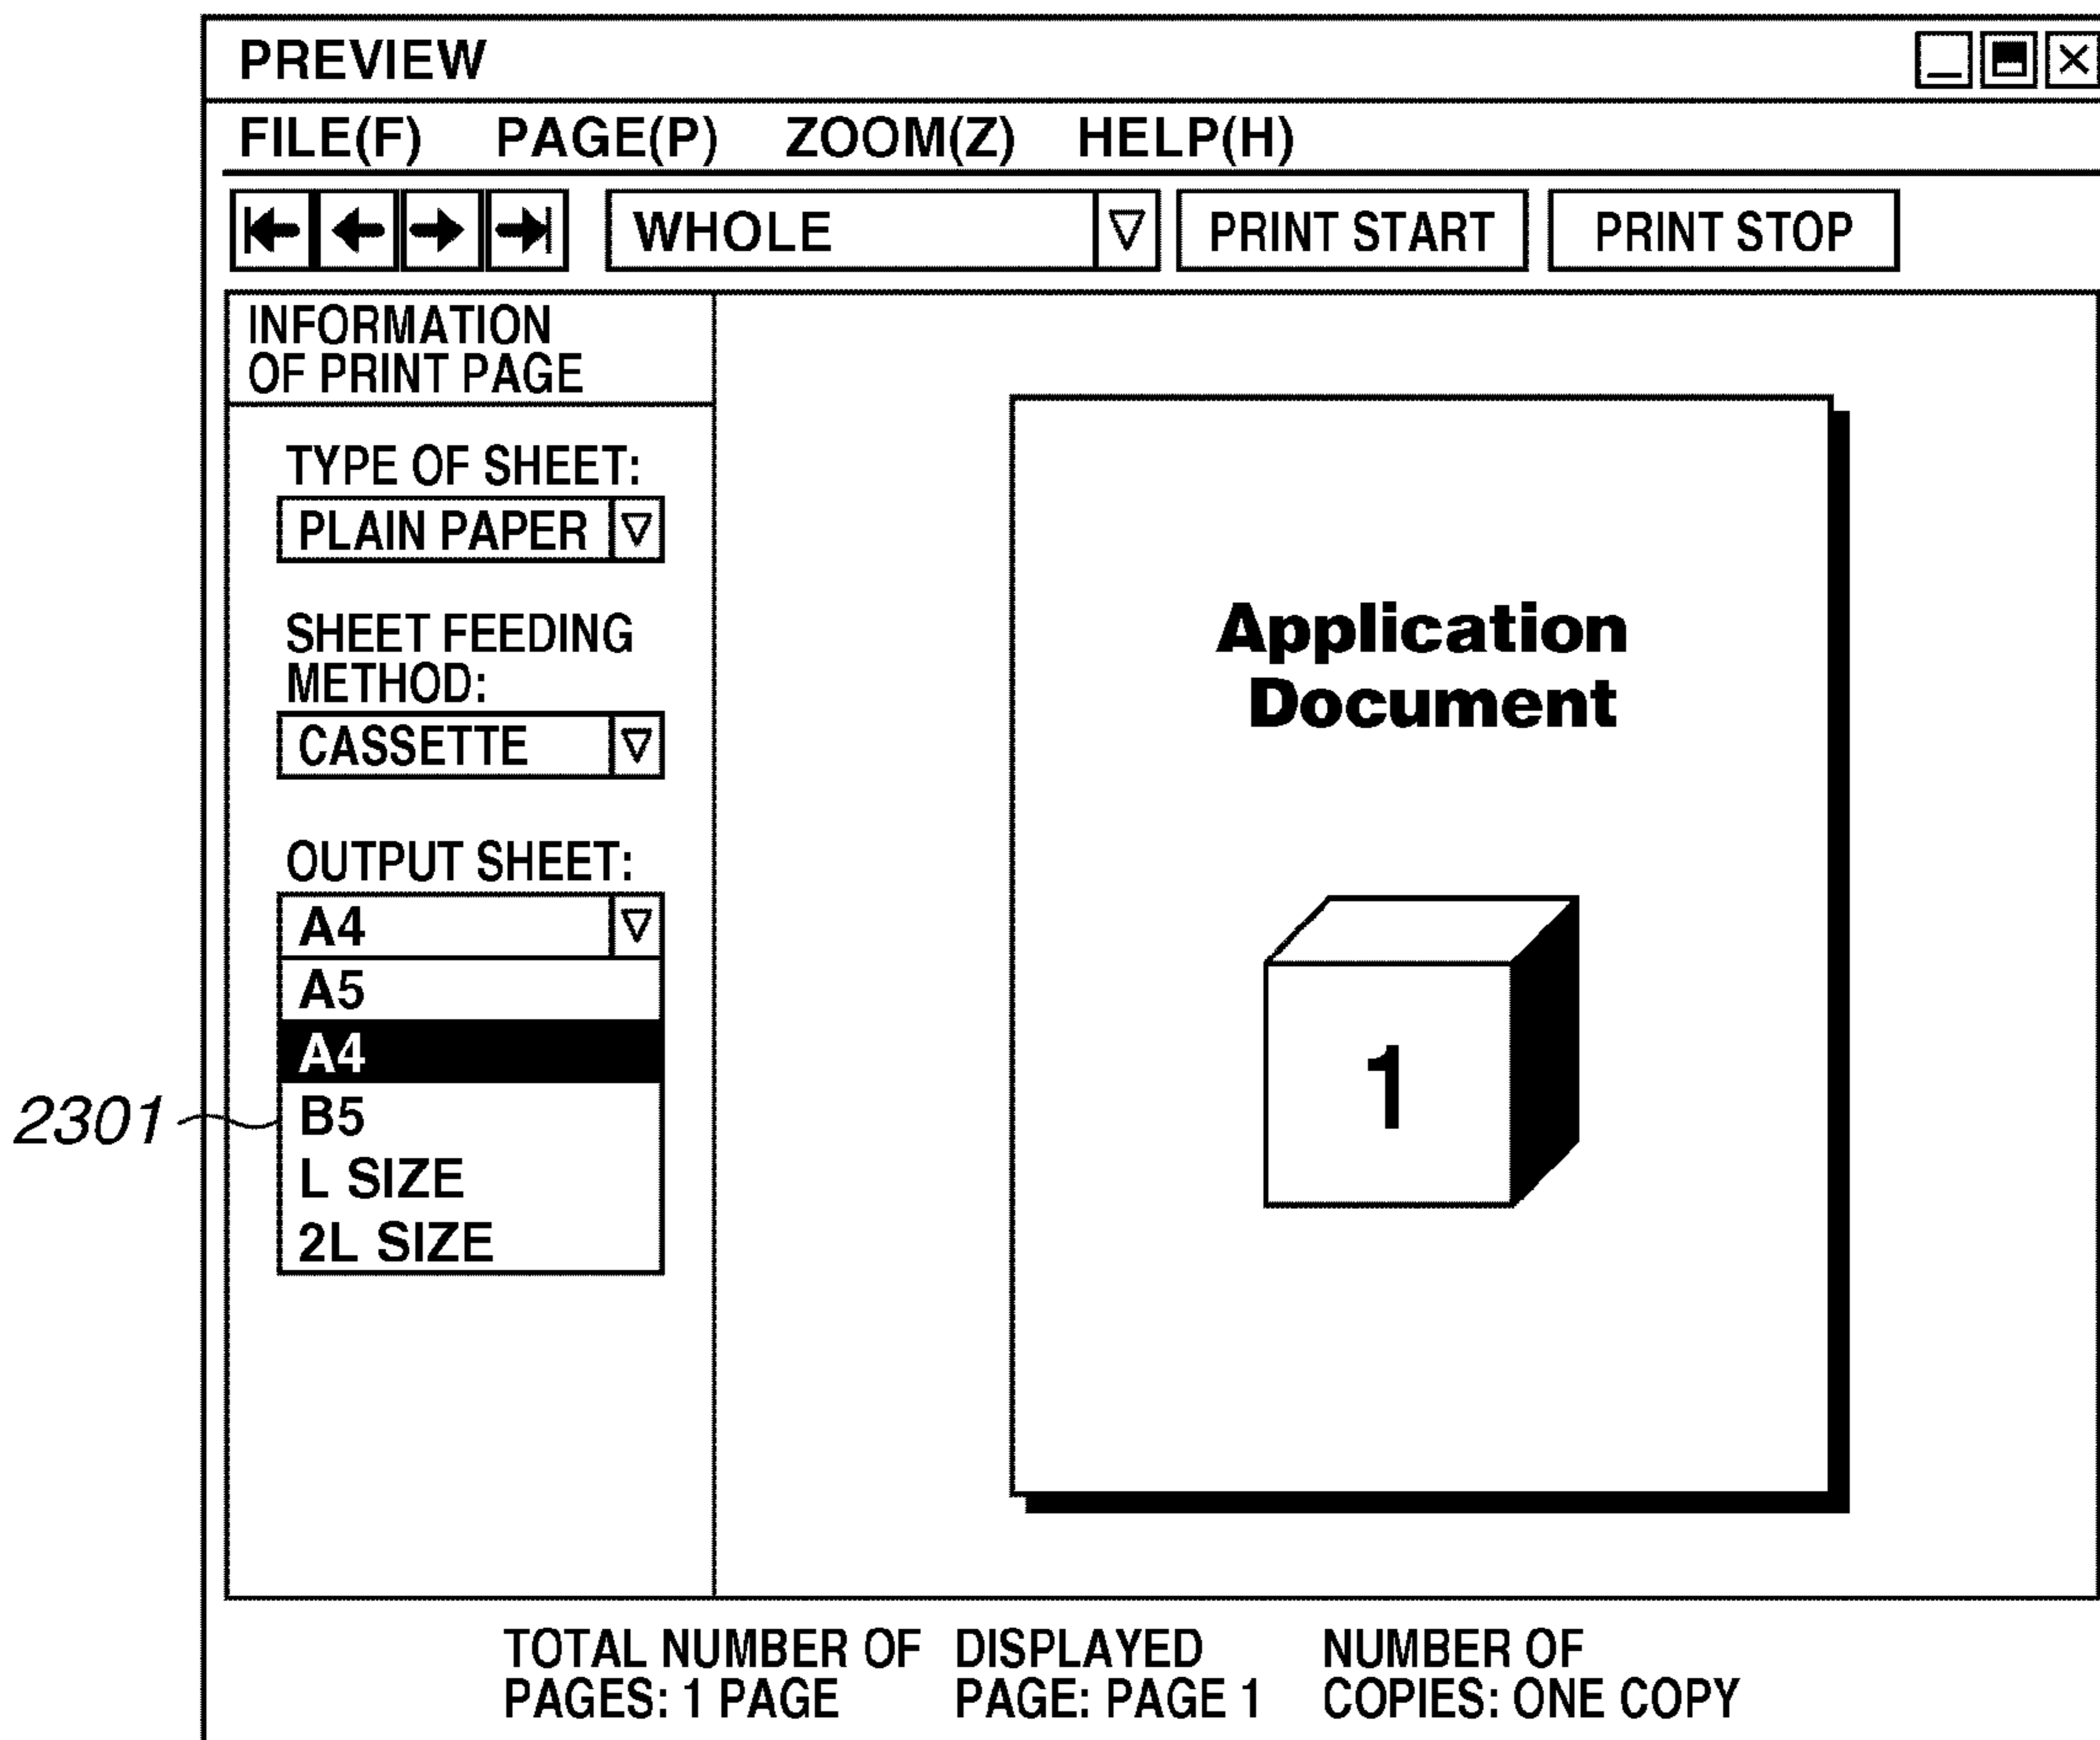 PREVIEW
FILE(F) PAGE(P) ZOOM(Z) HELP(H)
WHOLE PRINT START PRINT STOP
INFORMATION
OF PRINT PAGE
TYPE OF SHEET:
PLAIN PAPER
SHEET FEEDING
METHOD:
CASSETTE
OUTPUT SHEET:
A4
A5
A4
B5
L SIZE
2L SIZE
2301
Application
Document
1
TOTAL NUMBER OF
PAGES: 1 PAGE
DISPLAYED
PAGE: PAGE 1
NUMBER OF
COPIES: ONE COPY